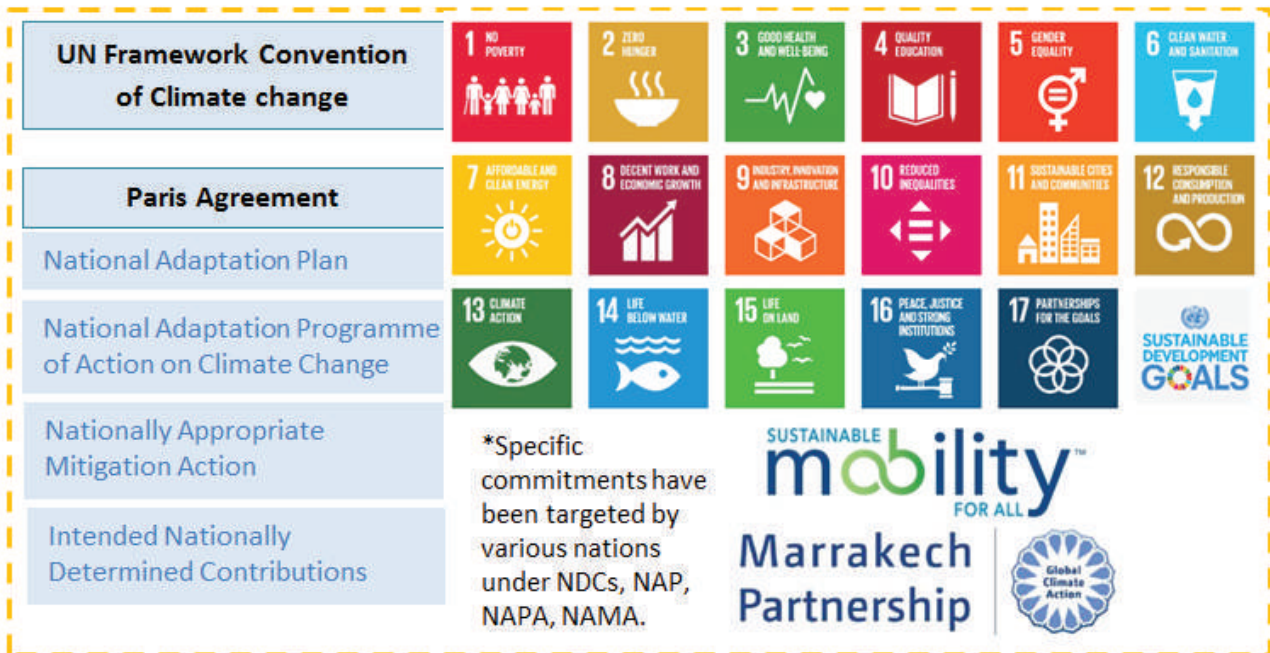 UN Framework Convention
of Climate change
Paris Agreement
National Adaptation Plan
National Adaptation Programme
of Action on Climate Change
Nationally Appropriate
Mitigation Action
Intended Nationally
Determined Contributions
1 NO
POVERTY
2 ZERO
HUNGER
3 GOOD HEALTH
AND WELL-BEING
4 QUALITY
EDUCATION
5 GENDER
EQUALITY
6 CLEAN WATER
AND SANITATION
7 AFFORDABLE AND
CLEAN ENERGY
8 DECENT WORK AND
ECONOMIC GROWTH
9 INDUSTRY, INNOVATION
AND INFRASTRUCTURE
10 REDUCED
INEQUALITIES
11 SUSTAINABLE CITIES
AND COMMUNITIES
12 RESPONSIBLE
CONSUMPTION
AND PRODUCTION
13 CLIMATE
ACTION
14 LIFE
BELOW WATER
15 LIFE
ON LAND
16 PEACE, JUSTICE
AND STRONG
INSTITUTIONS
17 PARTNERSHIPS
FOR THE GOALS
SUSTAINABLE
DEVELOPMENT
GOALS
*Specific
commitments have
been targeted by
various nations
under NDCs, NAP,
NAPA, NAMA.
SUSTAINABLE
mobility™
FOR ALL
Marrakech
Partnership
Global
Climate
Action